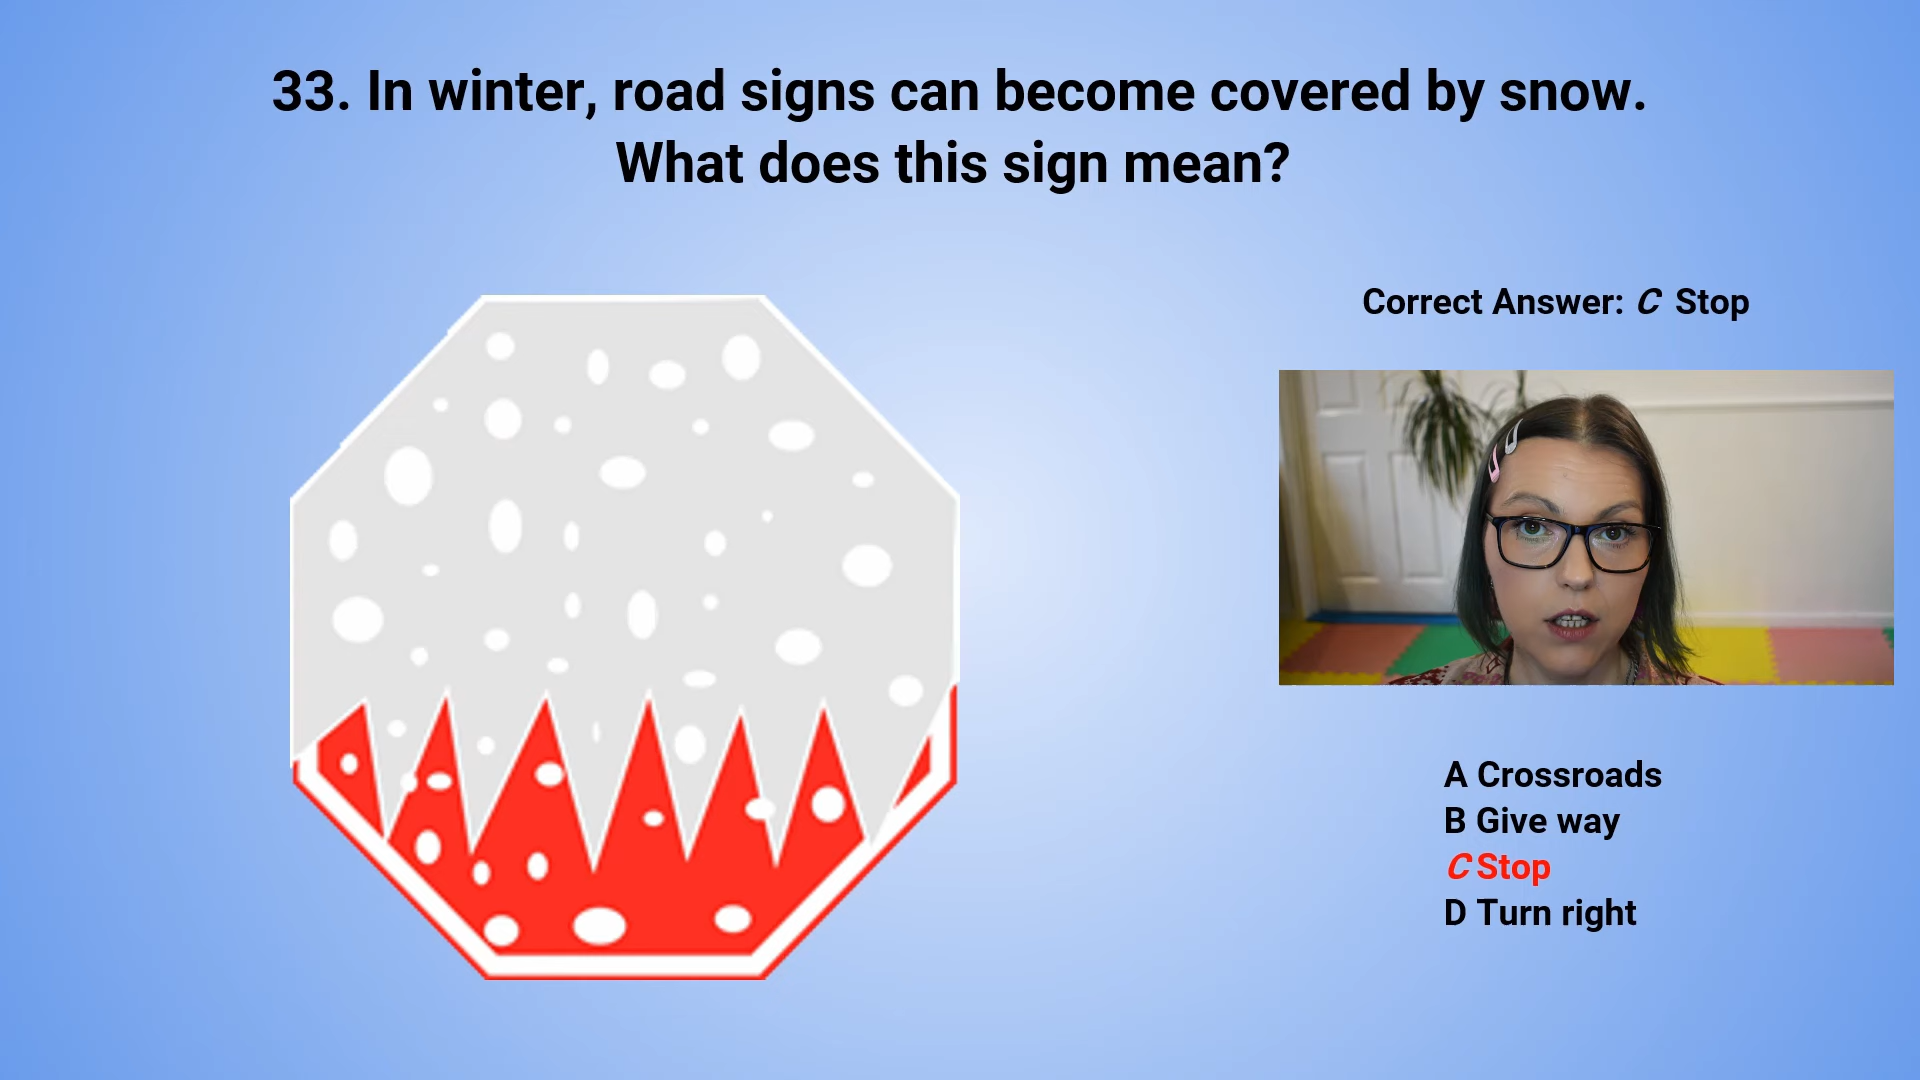 33. In winter, road signs can become covered by snow.
What does this sign mean?
Correct Answer: C Stop
A Crossroads
B Give way
C Stop
D Turn right